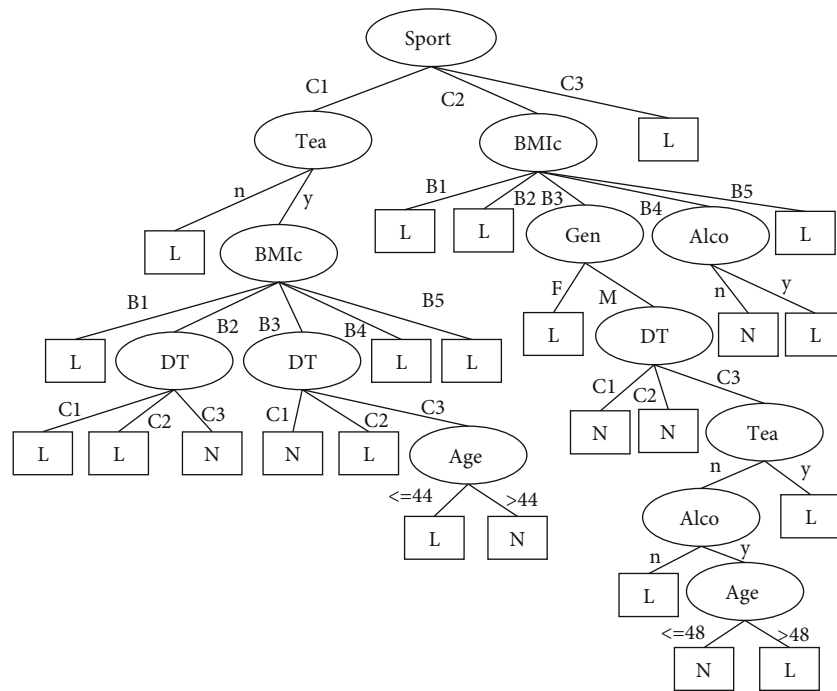 Sport
C1 C2 C3
Tea BMIc L
n y B1 B2 B3 B4 B5
L BMIc L L Gen Alco L
B1 B2 B3 B4 B5 F M n y
L DT DT L L L DT N L
C1 C2 C3 C1 C2 C3 C1 C2 C3
L L N N L Age N N Tea
<=44 >44 n y
L N Alco L
n y
L Age
<=48 >48
N L